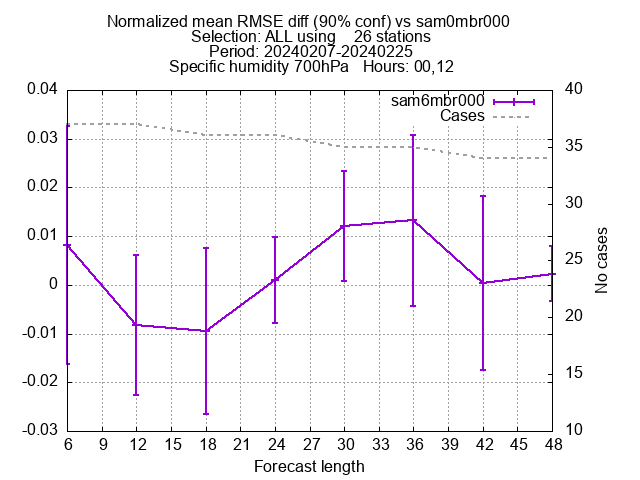 Normalized mean RMSE diff (90% conf) vs sam0mbr000
Selection: ALL using    26 stations
Period: 20240207-20240225
Specific humidity 700hPa   Hours: 00,12
sam6mbr000
Cases
0.04
0.03
0.02
0.01
0
-0.01
-0.02
-0.03
40
35
30
25
20
15
10
No cases
6 9 12 15 18 21 24 27 30 33 36 39 42 45 48
Forecast length